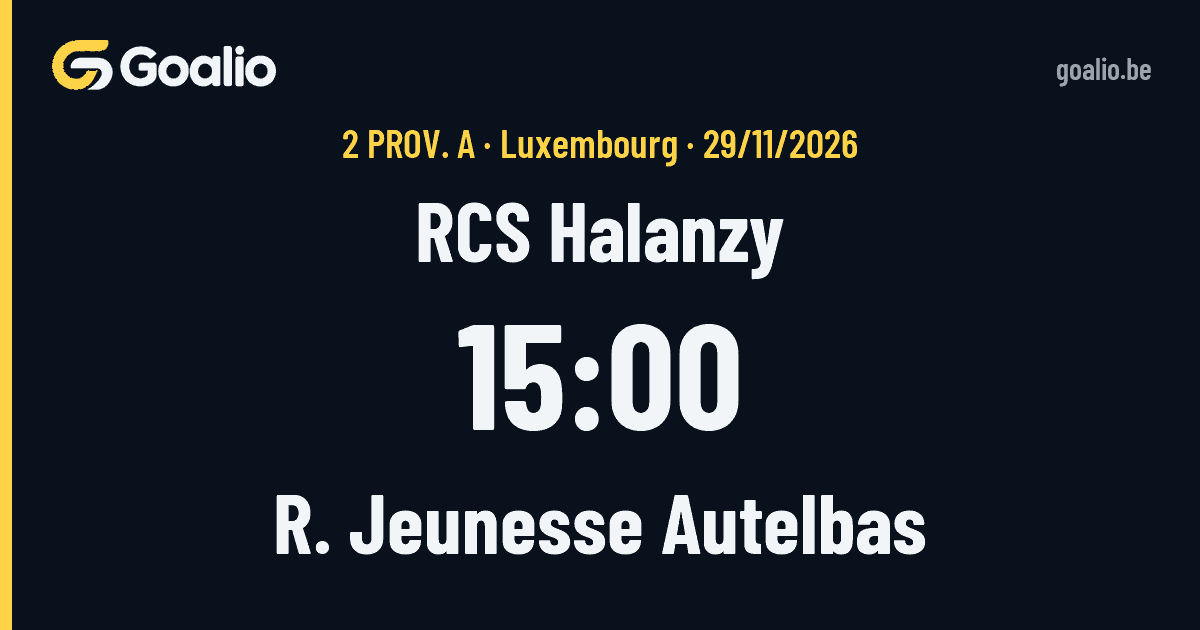 Goalio
goalio.be
2 PROV. A · Luxembourg · 29/11/2026
RCS Halanzy
15:00
R. Jeunesse Autelbas